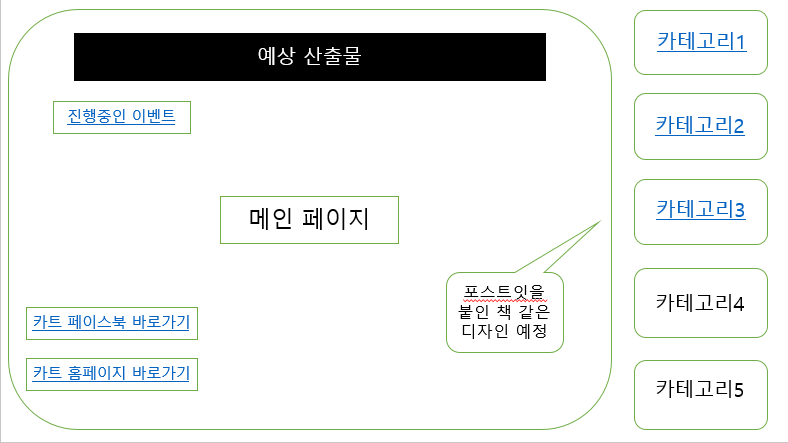 예상 산출물
진행중인 이벤트
메인 페이지
포스트잇을
붙인 책 같은
디자인 예정
카트 페이스북 바로가기
카트 홈페이지 바로가기
카테고리1
카테고리2
카테고리3
카테고리4
카테고리5